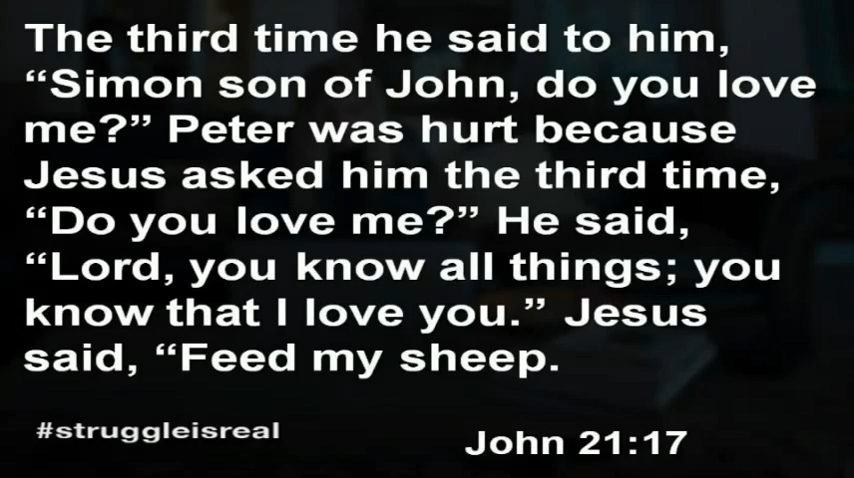 The third time he said to him,
“Simon son of John, do you love
me?” Peter was hurt because
Jesus asked him the third time,
“Do you love me?” He said,
“Lord, you know all things; you
know that I love you.” Jesus
said, “Feed my sheep.
#struggleisreal
John 21:17